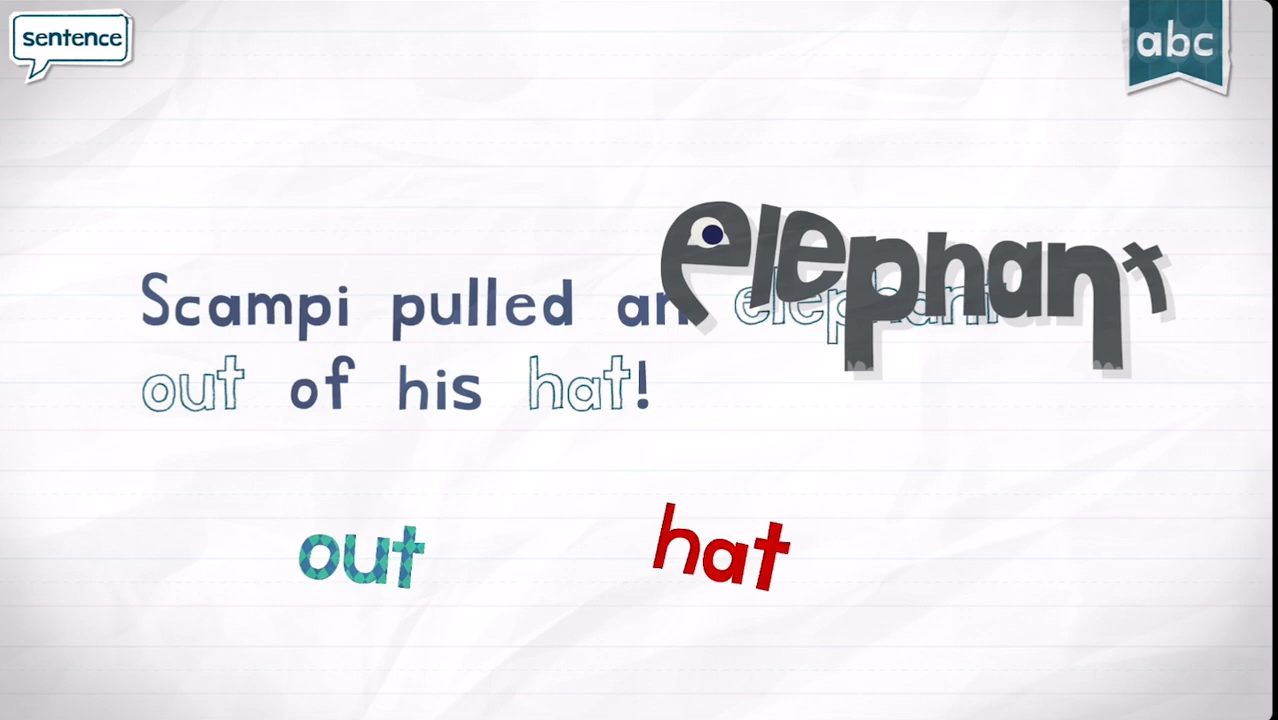 sentence
abc
elephant
Scampi pulled an elephant
out of his hat!
out hat